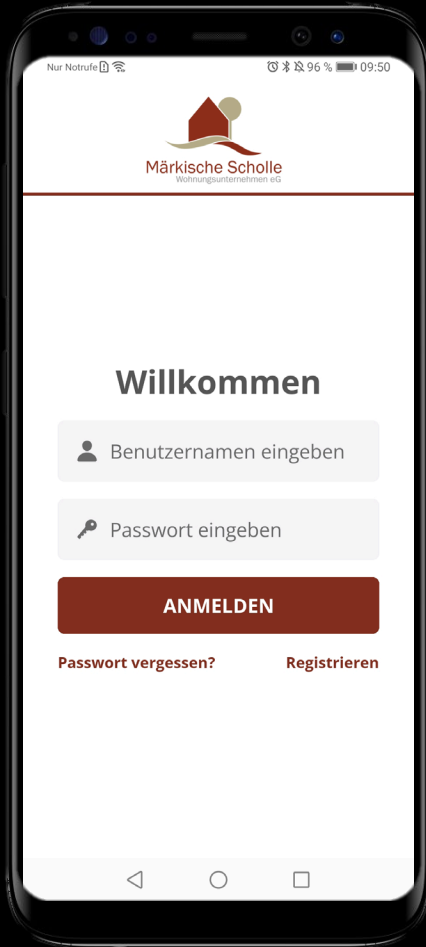 Nur Notrufe
96 %
09:50
Märkische Scholle
Wohnungsunternehmen eG
Willkommen
Benutzernamen eingeben
Passwort eingeben
ANMELDEN
Passwort vergessen?
Registrieren